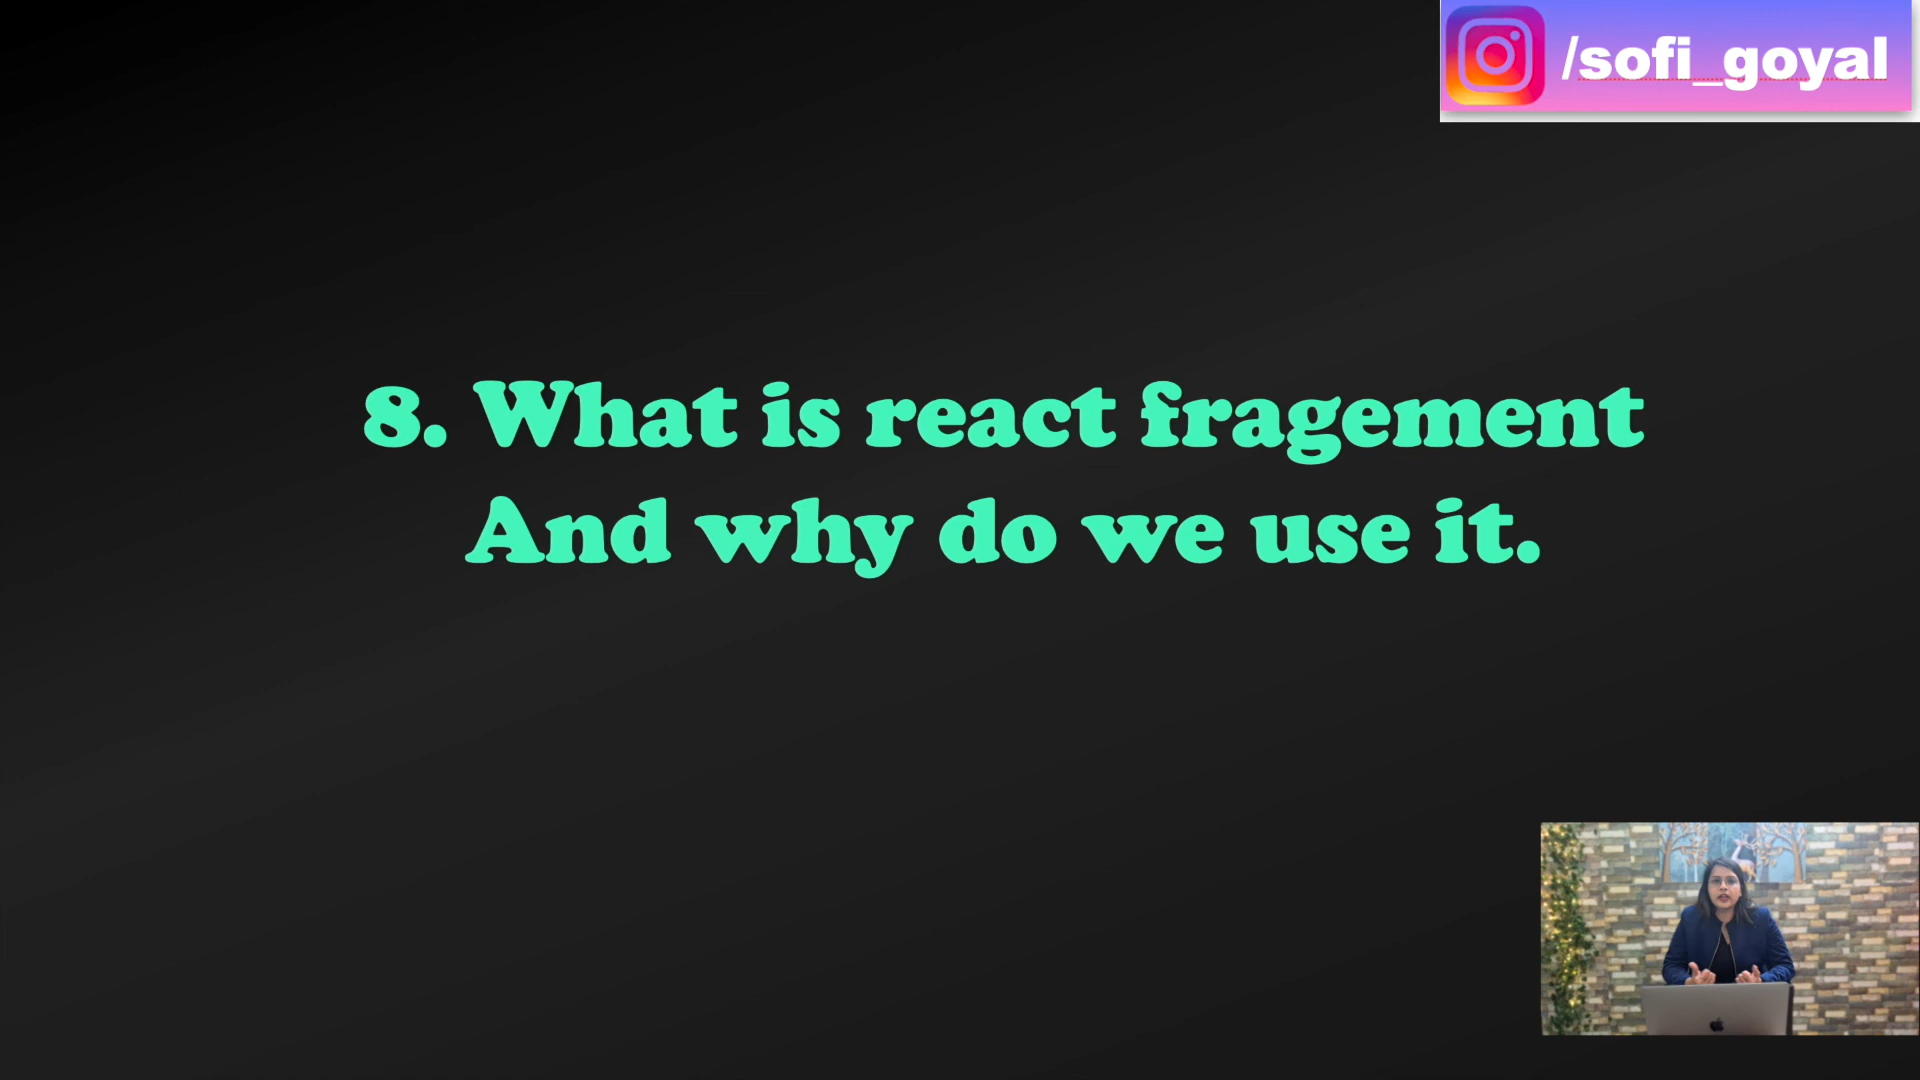 /sofi_goyal
8. What is react fragement
And why do we use it.